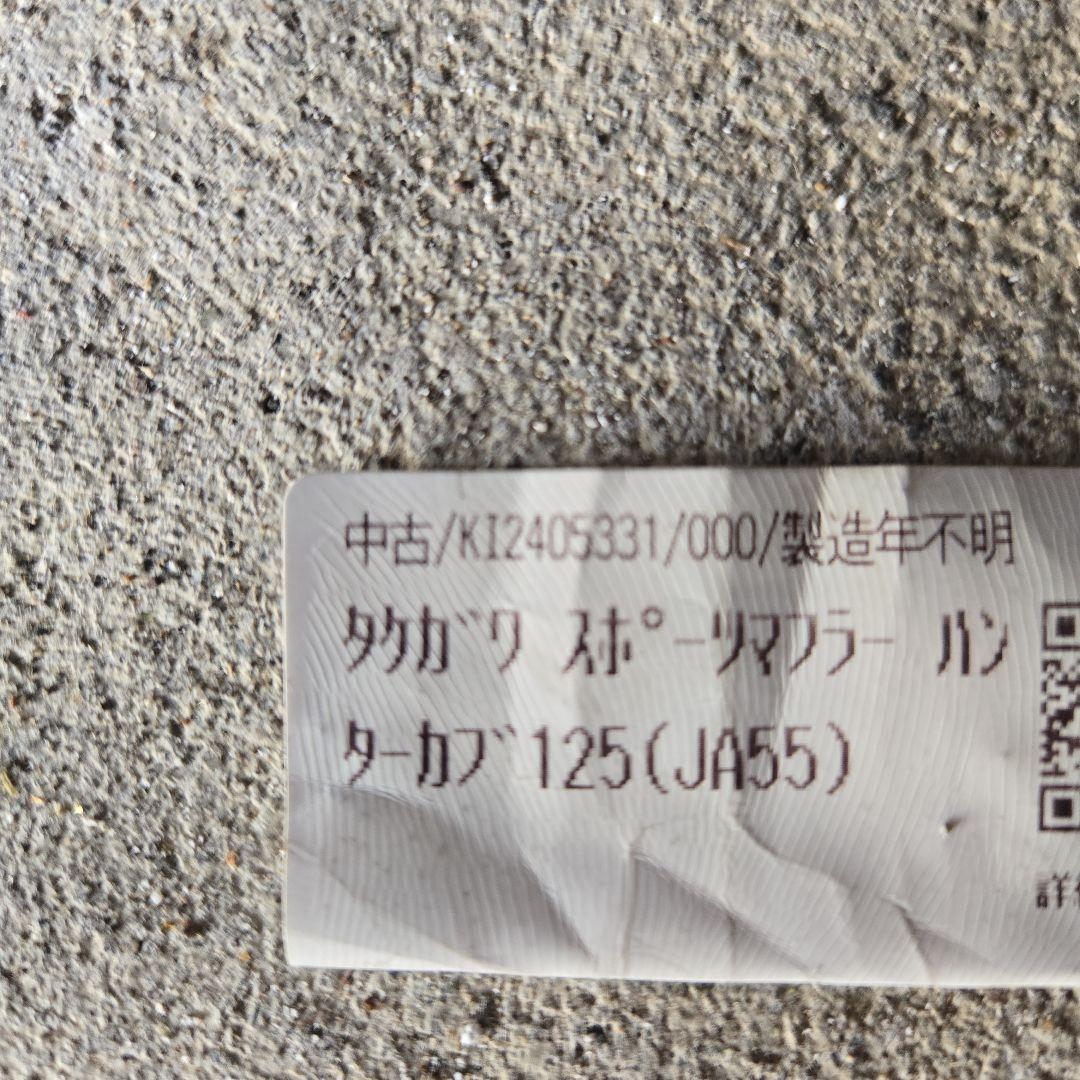 中古/KI2405331/000/製造年不明
ﾀｹｶﾞﾜ ｽﾎﾟｰﾂﾏﾌﾗｰ ﾊﾝ
ﾀｰｶﾌﾞ125(JA55)
詳